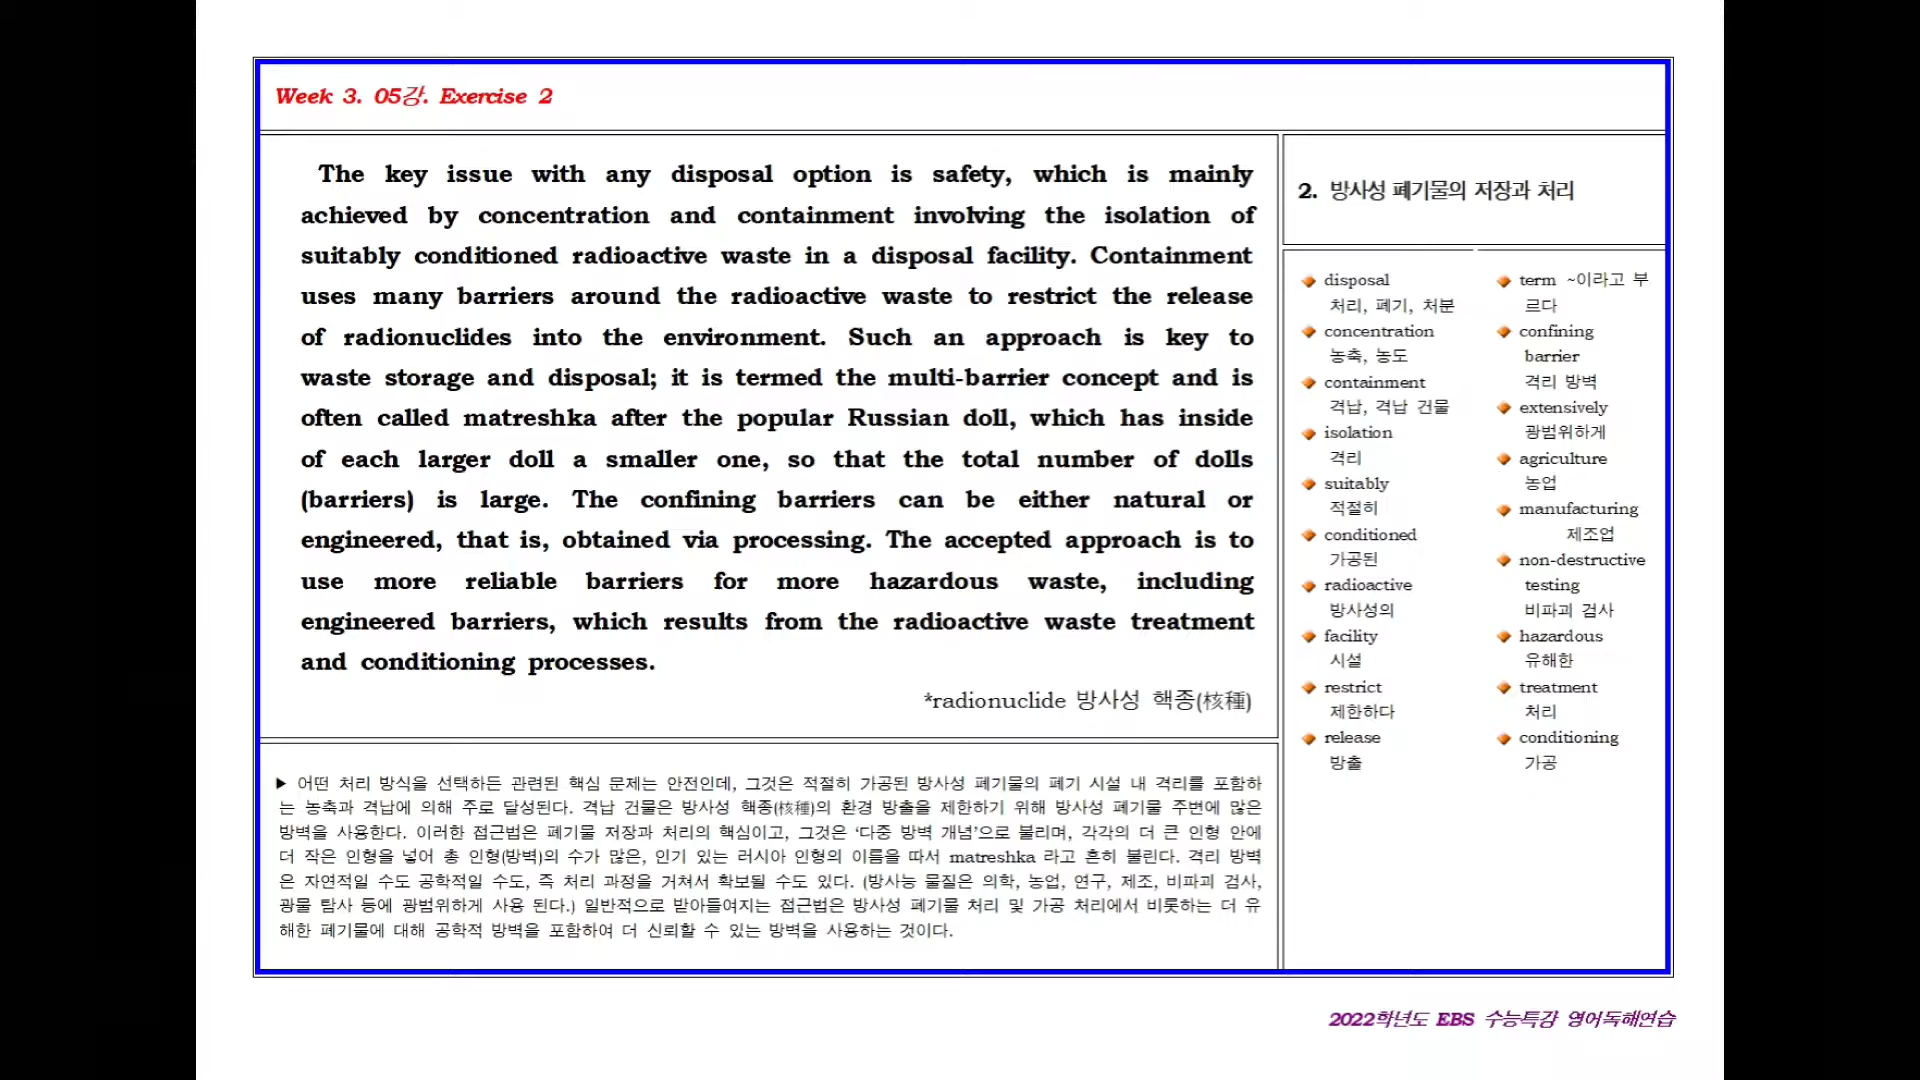 Week 3. 05강. Exercise 2
The key issue with any disposal option is safety, which is mainly
achieved by concentration and containment involving the isolation of
suitably conditioned radioactive waste in a disposal facility. Containment
uses many barriers around the radioactive waste to restrict the release
of radionuclides into the environment. Such an approach is key to
waste storage and disposal; it is termed the multi-barrier concept and is
often called matreshka after the popular Russian doll, which has inside
of each larger doll a smaller one, so that the total number of dolls
(barriers) is large. The confining barriers can be either natural or
engineered, that is, obtained via processing. The accepted approach is to
use more reliable barriers for more hazardous waste, including
engineered barriers, which results from the radioactive waste treatment
and conditioning processes.
*radionuclide 방사성 핵종(核種)
▶ 어떤 처리 방식을 선택하든 관련된 핵심 문제는 안전인데, 그것은 적절히 가공된 방사성 폐기물의 폐기 시설 내 격리를 포함하
는 농축과 격납에 의해 주로 달성된다. 격납 건물은 방사성 핵종(核種)의 환경 방출을 제한하기 위해 방사성 폐기물 주변에 많은
방벽을 사용한다. 이러한 접근법은 폐기물 저장과 처리의 핵심이고, 그것은 ‘다중 방벽 개념’으로 불리며, 각각의 더 큰 인형 안에
더 작은 인형을 넣어 총 인형(방벽)의 수가 많은, 인기 있는 러시아 인형의 이름을 따서 matreshka 라고 흔히 불린다. 격리 방벽
은 자연적일 수도 공학적일 수도, 즉 처리 과정을 거쳐서 확보될 수도 있다. (방사능 물질은 의학, 농업, 연구, 제조, 비파괴 검사,
광물 탐사 등에 광범위하게 사용 된다.) 일반적으로 받아들여지는 접근법은 방사성 폐기물 처리 및 가공 처리에서 비롯하는 더 유
해한 폐기물에 대해 공학적 방벽을 포함하여 더 신뢰할 수 있는 방벽을 사용하는 것이다.
2. 방사성 폐기물의 저장과 처리
disposal
처리, 폐기, 처분
concentration
농축, 농도
containment
격납, 격납 건물
isolation
격리
suitably
적절히
conditioned
가공된
radioactive
방사성의
facility
시설
restrict
제한하다
release
방출
term ~이라고 부
르다
confining
barrier
격리 방벽
extensively
광범위하게
agriculture
농업
manufacturing
제조업
non-destructive
testing
비파괴 검사
hazardous
유해한
treatment
처리
conditioning
가공
2022학년도 EBS 수능특강 영어독해연습